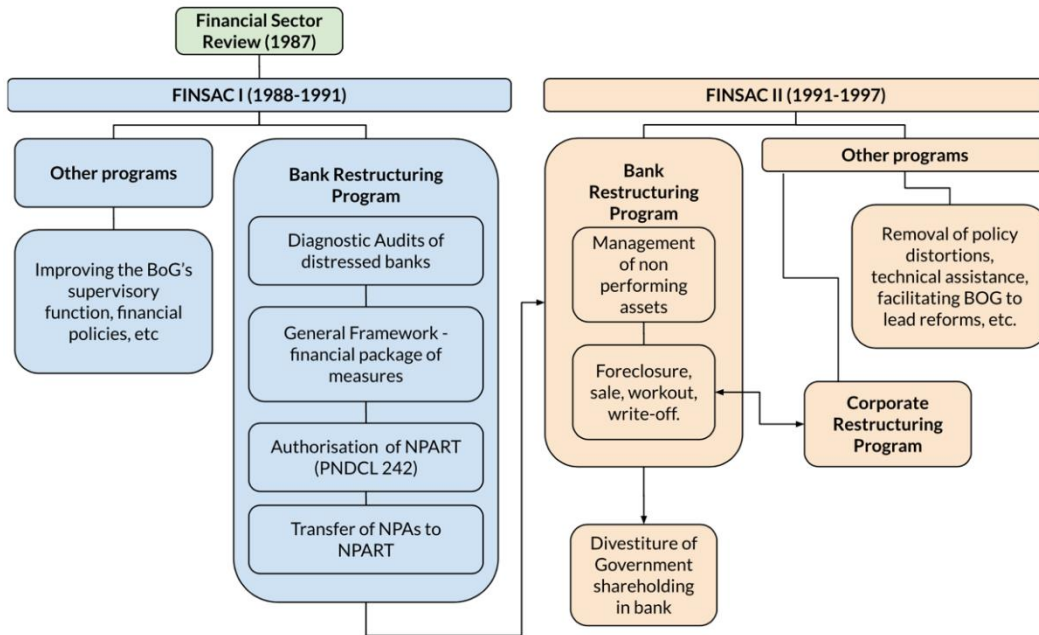 Financial Sector
Review (1987)
FINSAC I (1988-1991)
Other programs
Improving the BoG's
supervisory
function, financial
policies, etc
Bank Restructuring
Program
Diagnostic Audits of
distressed banks
General Framework -
financial package of
measures
Authorisation of NPART
(PNDCL 242)
Transfer of NPAs to
NPART
FINSAC II (1991-1997)
Bank
Restructuring
Program
Management
of non
performing
assets
Foreclosure,
sale, workout,
write-off.
Divestiture of
Government
shareholding
in bank
Other programs
Removal of policy
distortions,
technical assistance,
facilitating BOG to
lead reforms, etc.
Corporate
Restructuring
Program